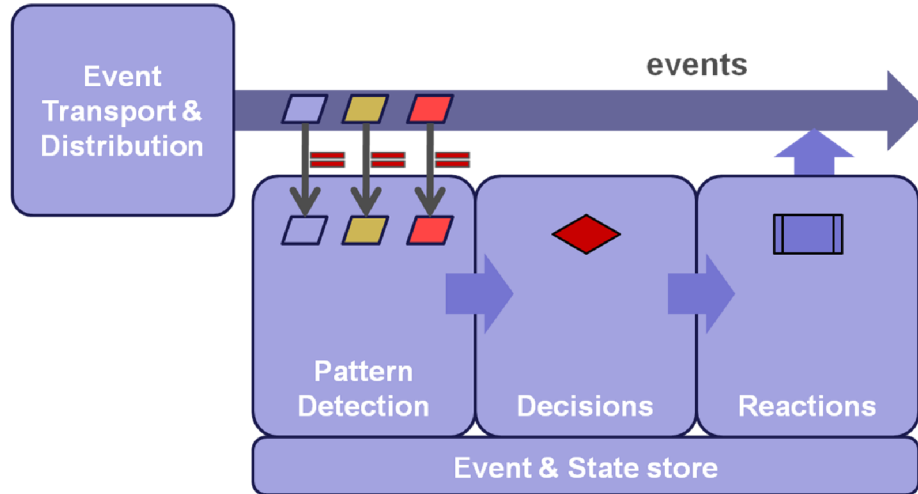 Event
Transport &
Distribution
events
Pattern
Detection
Decisions
Reactions
Event & State store